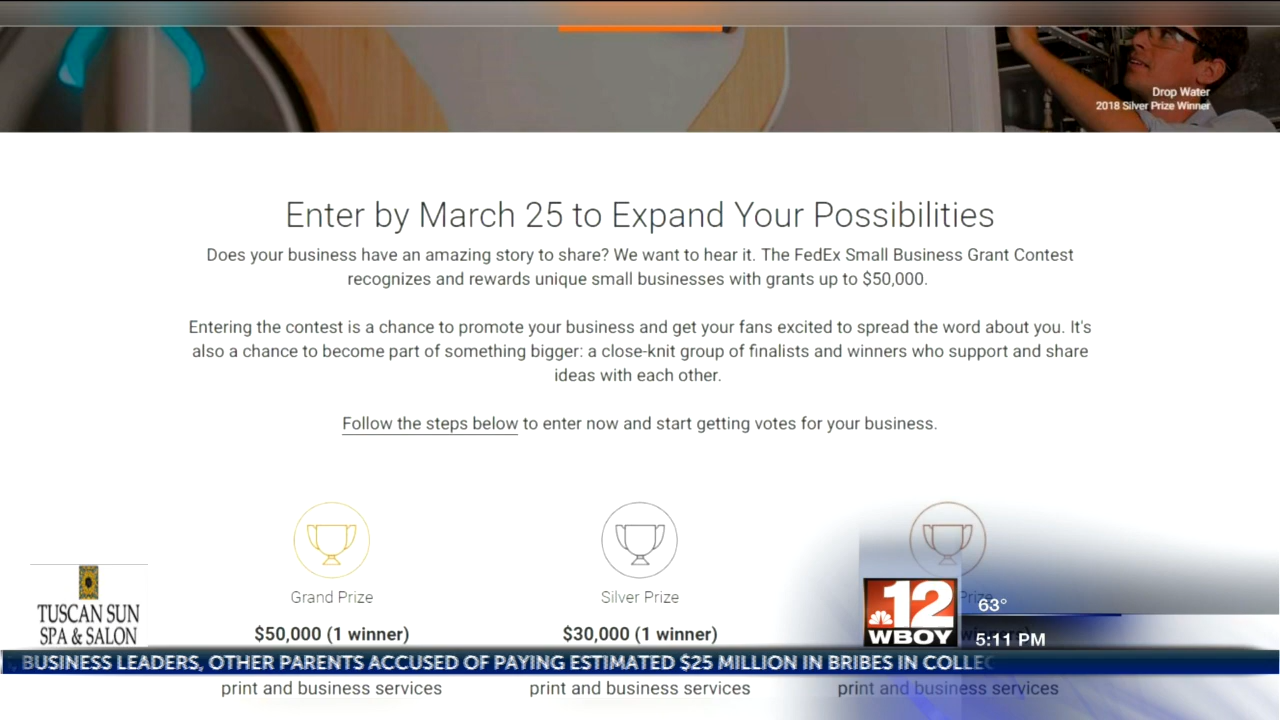 Drop Water
2018 Silver Prize Winner
Enter by March 25 to Expand Your Possibilities
Does your business have an amazing story to share? We want to hear it. The FedEx Small Business Grant Contest
recognizes and rewards unique small businesses with grants up to $50,000.
Entering the contest is a chance to promote your business and get your fans excited to spread the word about you. It's
also a chance to become part of something bigger: a close-knit group of finalists and winners who support and share
ideas with each other.
Follow the steps below to enter now and start getting votes for your business.
Grand Prize
Silver Prize
Prize
$50,000 (1 winner)
$30,000 (1 winner)
TUSCAN SUN
SPA & SALON
12
WBOY
63°
5:11 PM
BUSINESS LEADERS, OTHER PARENTS ACCUSED OF PAYING ESTIMATED $25 MILLION IN BRIBES IN COLLEC
print and business services
print and business services
print and business services